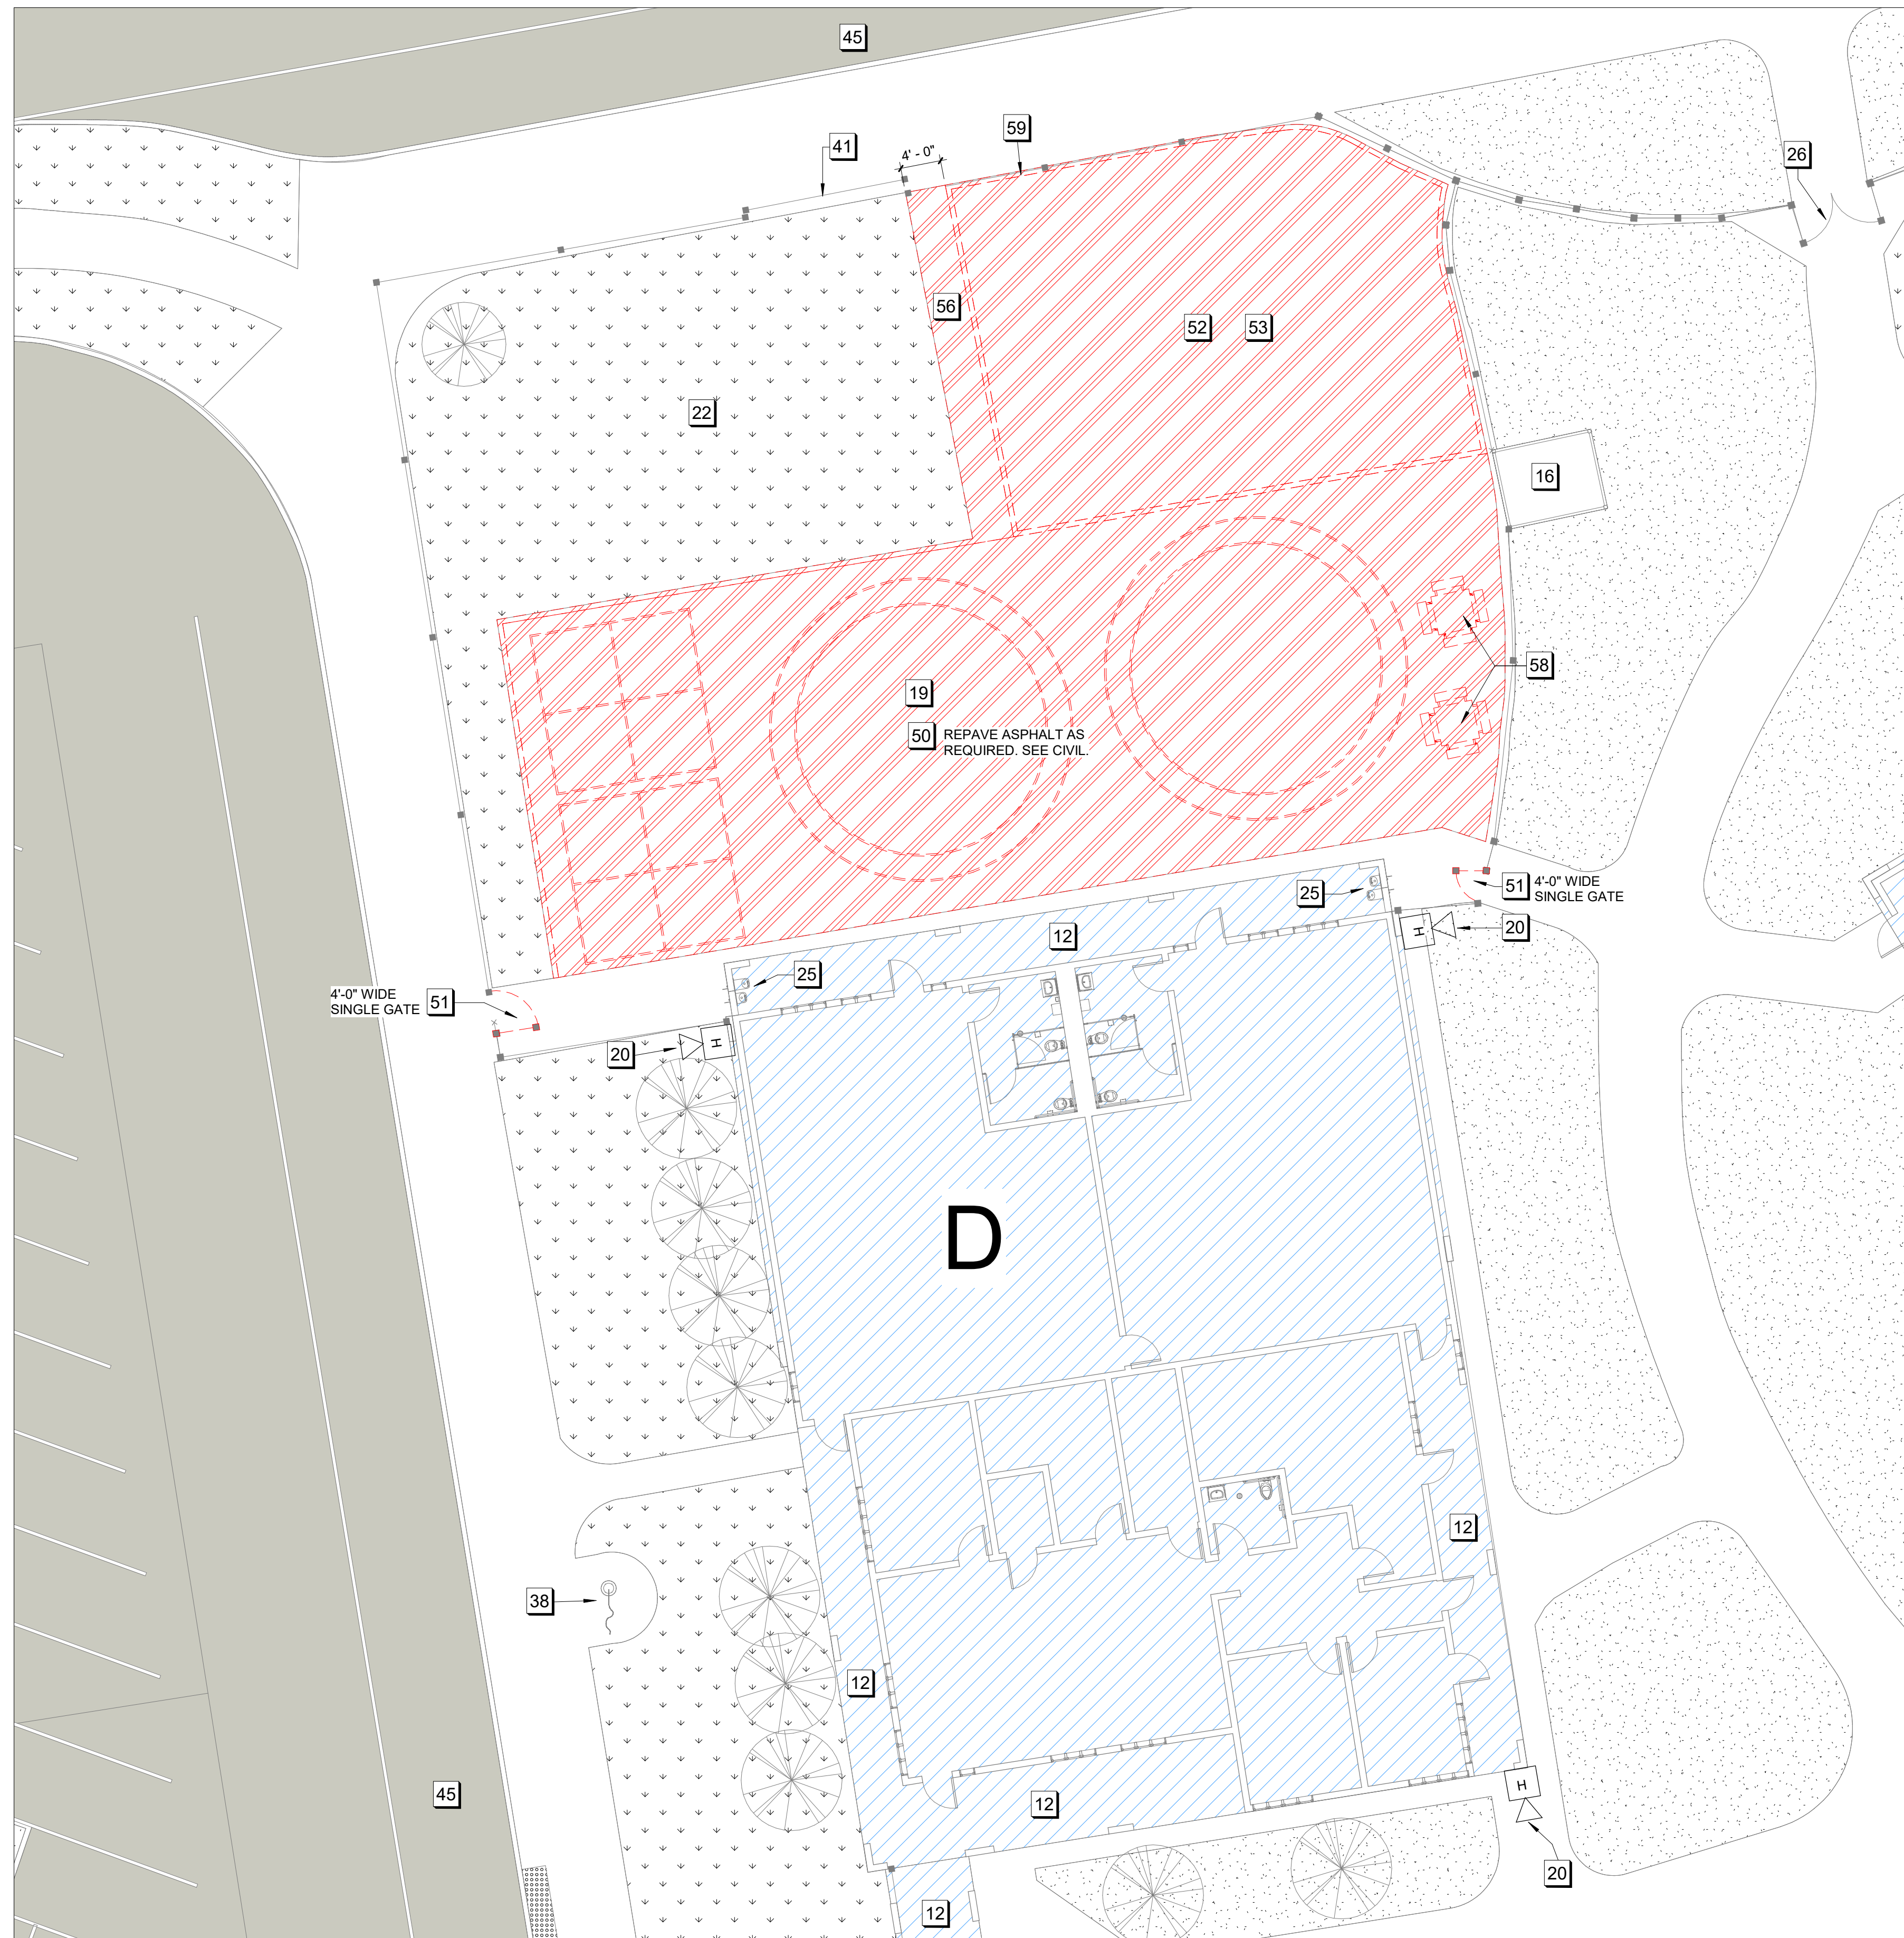 45
59
41
4' - 0"
26
56
52
53
22
16
58
19
50 REPAVE ASPHALT AS
REQUIRED. SEE CIVIL.
51 4'-0" WIDE
SINGLE GATE
25
12
H
20
25
4'-0" WIDE
SINGLE GATE 51
H
20
D
12
38
12
45
12
H
20
12